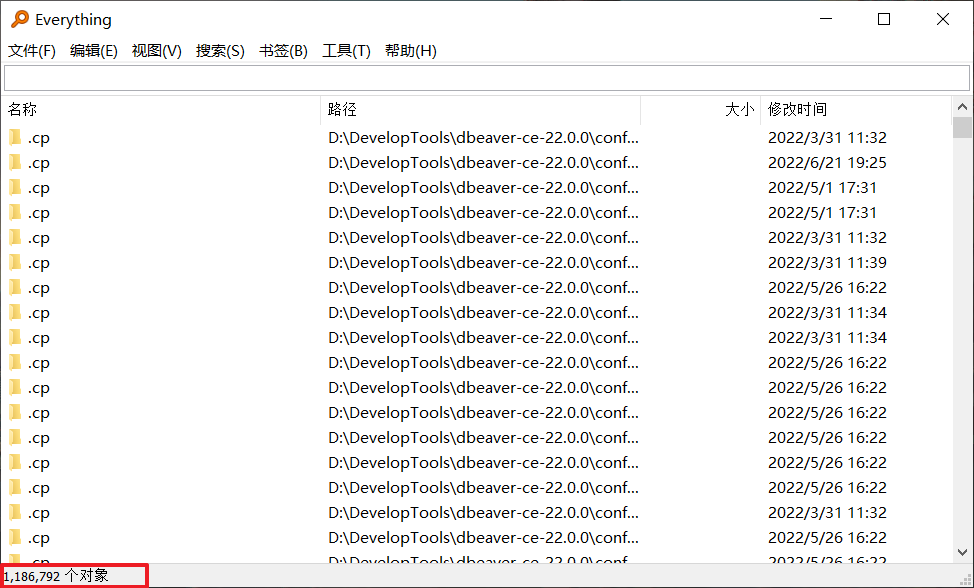 Everything
文件(F) 编辑(E) 视图(V) 搜索(S) 书签(B) 工具(T) 帮助(H)
名称 路径 大小 修改时间
.cp D:\DevelopTools\dbeaver-ce-22.0.0\conf... 2022/3/31 11:32
.cp D:\DevelopTools\dbeaver-ce-22.0.0\conf... 2022/6/21 19:25
.cp D:\DevelopTools\dbeaver-ce-22.0.0\conf... 2022/5/1 17:31
.cp D:\DevelopTools\dbeaver-ce-22.0.0\conf... 2022/5/1 17:31
.cp D:\DevelopTools\dbeaver-ce-22.0.0\conf... 2022/3/31 11:32
.cp D:\DevelopTools\dbeaver-ce-22.0.0\conf... 2022/3/31 11:39
.cp D:\DevelopTools\dbeaver-ce-22.0.0\conf... 2022/5/26 16:22
.cp D:\DevelopTools\dbeaver-ce-22.0.0\conf... 2022/3/31 11:34
.cp D:\DevelopTools\dbeaver-ce-22.0.0\conf... 2022/3/31 11:34
.cp D:\DevelopTools\dbeaver-ce-22.0.0\conf... 2022/5/26 16:22
.cp D:\DevelopTools\dbeaver-ce-22.0.0\conf... 2022/5/26 16:22
.cp D:\DevelopTools\dbeaver-ce-22.0.0\conf... 2022/5/26 16:22
.cp D:\DevelopTools\dbeaver-ce-22.0.0\conf... 2022/5/26 16:22
.cp D:\DevelopTools\dbeaver-ce-22.0.0\conf... 2022/5/26 16:22
.cp D:\DevelopTools\dbeaver-ce-22.0.0\conf... 2022/5/26 16:22
.cp D:\DevelopTools\dbeaver-ce-22.0.0\conf... 2022/3/31 11:32
.cp D:\DevelopTools\dbeaver-ce-22.0.0\conf... 2022/5/26 16:22
.cp D:\DevelopTools\dbeaver-ce-22.0.0\conf... 2022/5/26 16:22
1,186,792 个对象